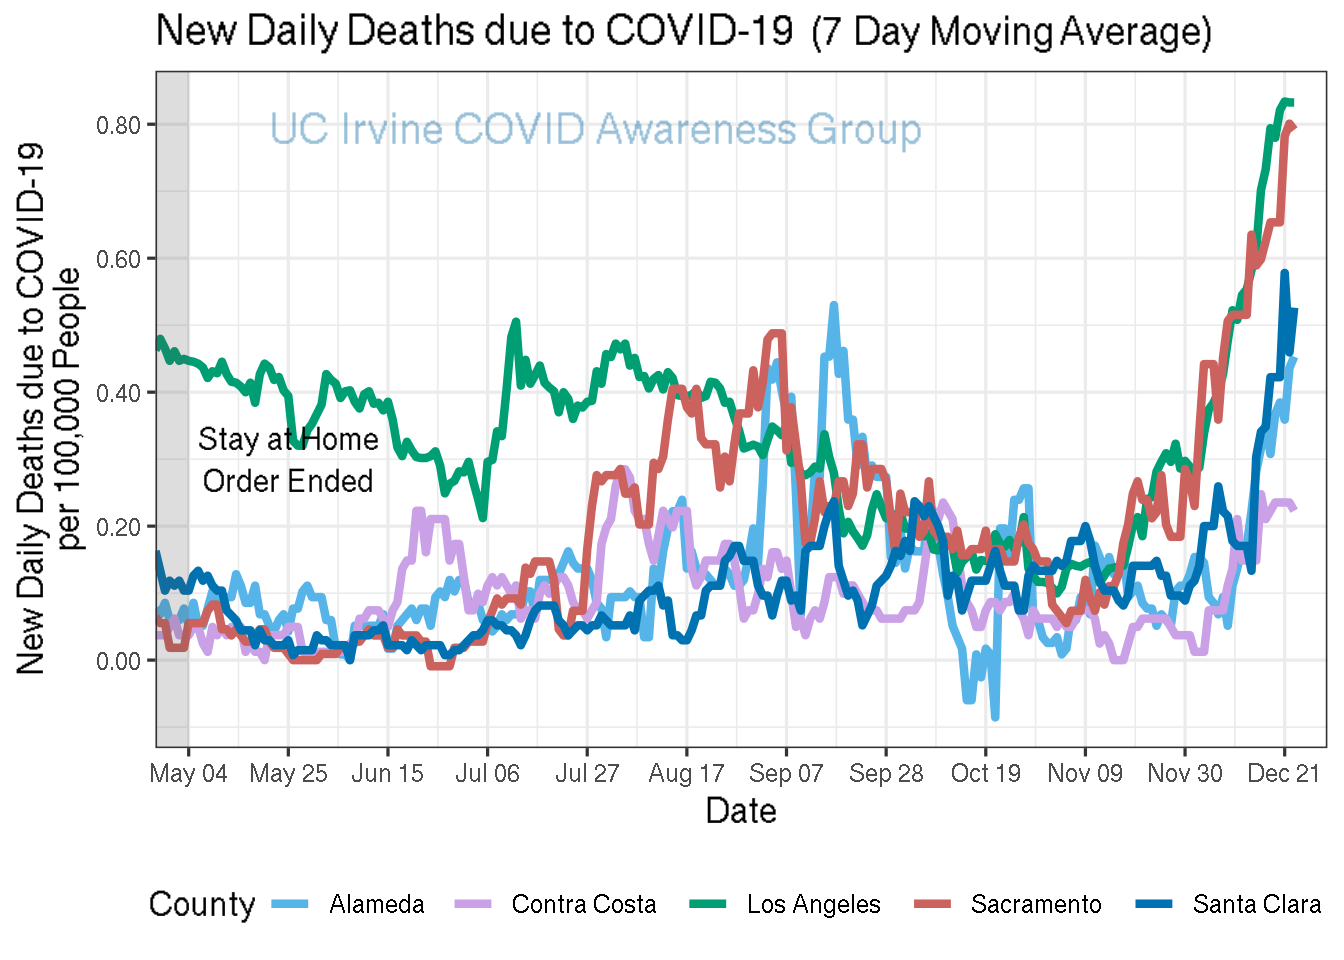 New Daily Deaths due to COVID-19 (7 Day Moving Average)
UC Irvine COVID Awareness Group
New Daily Deaths due to COVID-19
per 100,000 People
0.80
0.60
0.40
0.20
0.00
Stay at Home
Order Ended
May 04 May 25 Jun 15 Jul 06 Jul 27 Aug 17 Sep 07 Sep 28 Oct 19 Nov 09 Nov 30 Dec 21
Date
County Alameda Contra Costa Los Angeles Sacramento Santa Clara